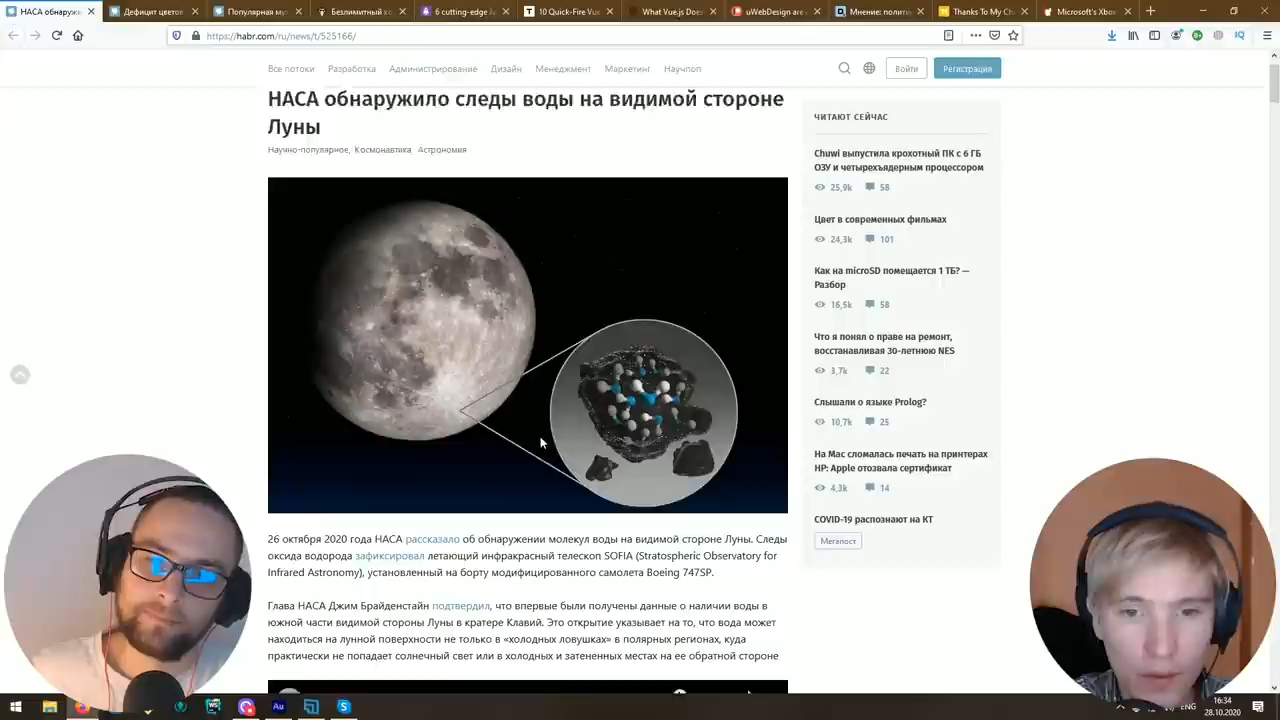 НАСА обнару
Дефицит цветов
6 cutting-ed
10 Quick-Fire You
What Vue.js Do
uWebDesign
Thanks To My C
Microsoft's Xbox
https://habr.com/ru/news/t/525166/
Все потоки Разработка Администрирование Дизайн Менеджмент Маркетинг Научпоп
Войти Регистрация
НАСА обнаружило следы воды на видимой стороне
Луны
Научно-популярное, Космонавтика, Астрономия
26 октября 2020 года НАСА рассказало об обнаружении молекул воды на видимой стороне Луны. Следы
оксида водорода зафиксировал летающий инфракрасный телескоп SOFIA (Stratospheric Observatory for
Infrared Astronomy), установленный на борту модифицированного самолета Boeing 747SP.
Глава НАСА Джим Брайденстайн подтвердил, что впервые были получены данные о наличии воды в
южной части видимой стороны Луны в кратере Клавий. Это открытие указывает на то, что вода может
находиться на лунной поверхности не только в «холодных ловушках» в полярных регионах, куда
практически не попадает солнечный свет или в холодных и затененных местах на ее обратной стороне
ЧИТАЮТ СЕЙЧАС
Chuwi выпустила крохотный ПК с 6 ГБ
ОЗУ и четырехъядерным процессором
25,9k 58
Цвет в современных фильмах
24,3k 101
Как на microSD помещается 1 ТБ? —
Разбор
16,5k 58
Что я понял о праве на ремонт,
восстанавливая 30-летнюю NES
3,7k 22
Слышали о языке Prolog?
10,7k 25
На Mac сломалась печать на принтерах
HP: Apple отозвала сертификат
4,3k 14
COVID-19 распознают на КТ
Мегапост
ENG
16:34
28.10.2020